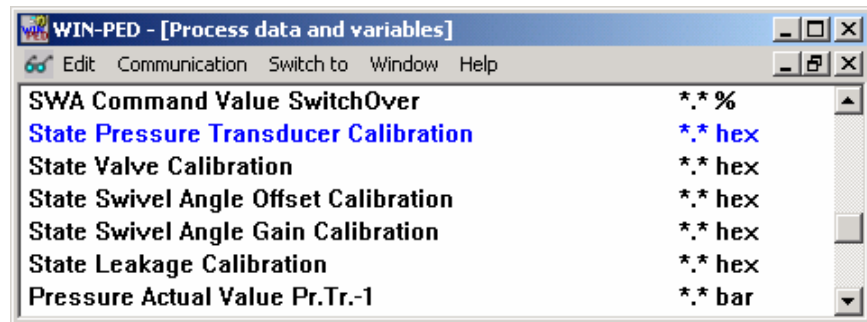 WIN-PED - [Process data and variables]
Edit Communication Switch to Window Help
SWA Command Value SwitchOver *.* %
State Pressure Transducer Calibration *.* hex
State Valve Calibration *.* hex
State Swivel Angle Offset Calibration *.* hex
State Swivel Angle Gain Calibration *.* hex
State Leakage Calibration *.* hex
Pressure Actual Value Pr.Tr.-1 *.* bar